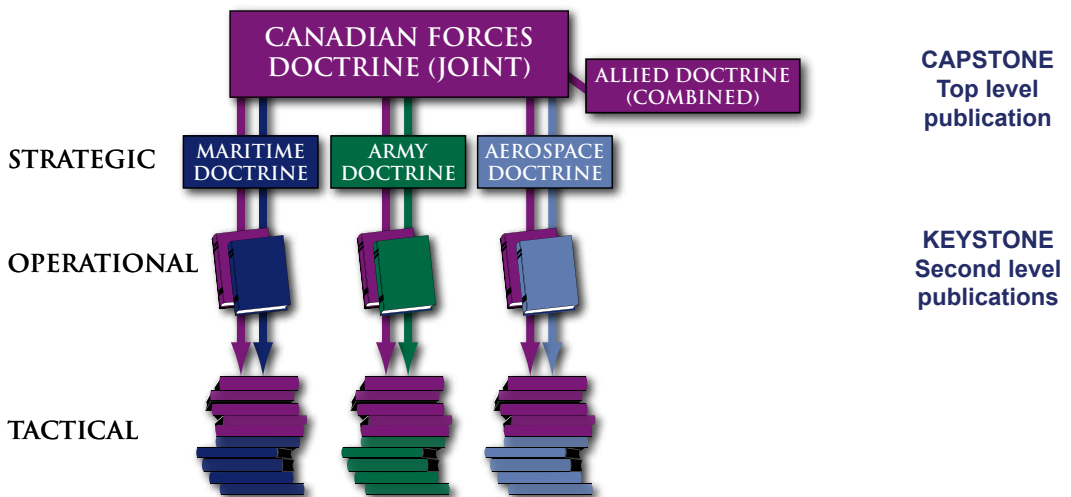 CANADIAN FORCES
DOCTRINE (JOINT)
ALLIED DOCTRINE
(COMBINED)
CAPSTONE
Top level
publication
STRATEGIC
MARITIME
DOCTRINE
ARMY
DOCTRINE
AEROSPACE
DOCTRINE
OPERATIONAL
KEYSTONE
Second level
publications
TACTICAL